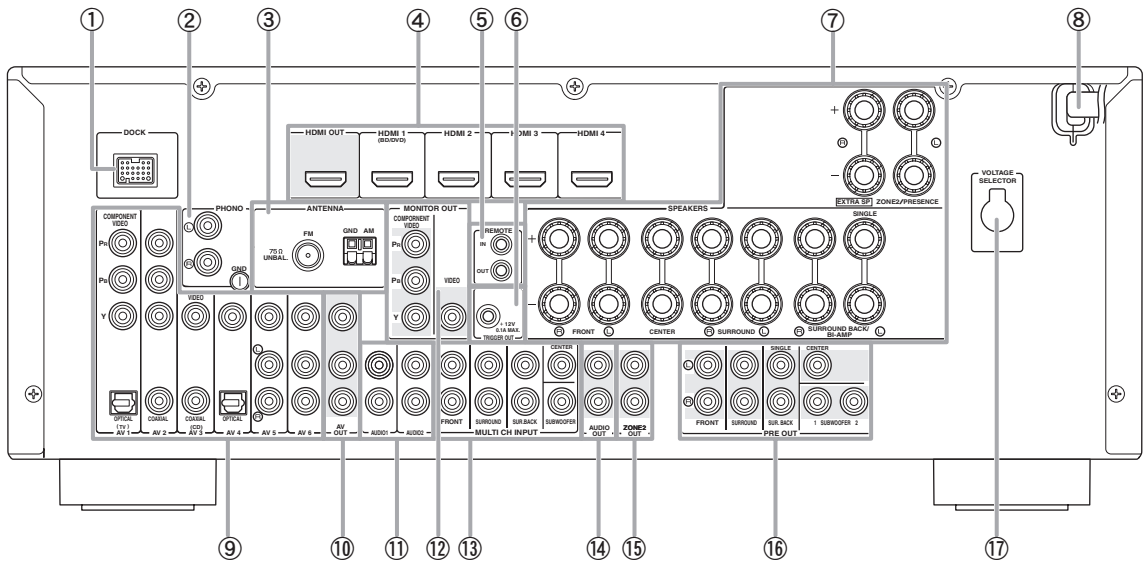 ① ② ③ ④ ⑤ ⑥ ⑦ ⑧
DOCK
HDMI OUT
HDMI 1
(BD/DVD)
HDMI 2
HDMI 3
HDMI 4
+
Ⓡ Ⓛ
–
EXTRA SP
ZONE2/PRESENCE
VOLTAGE
SELECTOR
COMPONENT
VIDEO
PR
PB
Y
PHONO
Ⓛ
Ⓡ
GND
ANTENNA
FM
75Ω
UNBAL.
GND AM
MONITOR OUT
COMPORNENT
VIDEO
PR
PB
Y
VIDEO
REMOTE
IN
OUT
12V
0.1A MAX.
TRIGGER OUT
SPEAKERS
SINGLE
+
–
Ⓡ FRONT Ⓛ
CENTER
Ⓡ SURROUND Ⓛ
Ⓡ SURROUND BACK/ Ⓛ
BI-AMP
VIDEO
Ⓛ
Ⓡ
OPTICAL
(TV)
AV 1
COAXIAL
AV 2
COAXIAL
(CD)
AV 3
OPTICAL
AV 4
AV 5
AV 6
AV
OUT
AUDIO1
AUDIO2
CENTER
FRONT
SURROUND
SUR.BACK
SUBWOOFER
MULTI CH INPUT
AUDIO
OUT
ZONE2
OUT
Ⓛ
Ⓡ
SINGLE
CENTER
FRONT
SURROUND
SUR. BACK
1 SUBWOOFER 2
PRE OUT
⑨ ⑩ ⑪ ⑫ ⑬ ⑭ ⑮ ⑯ ⑰